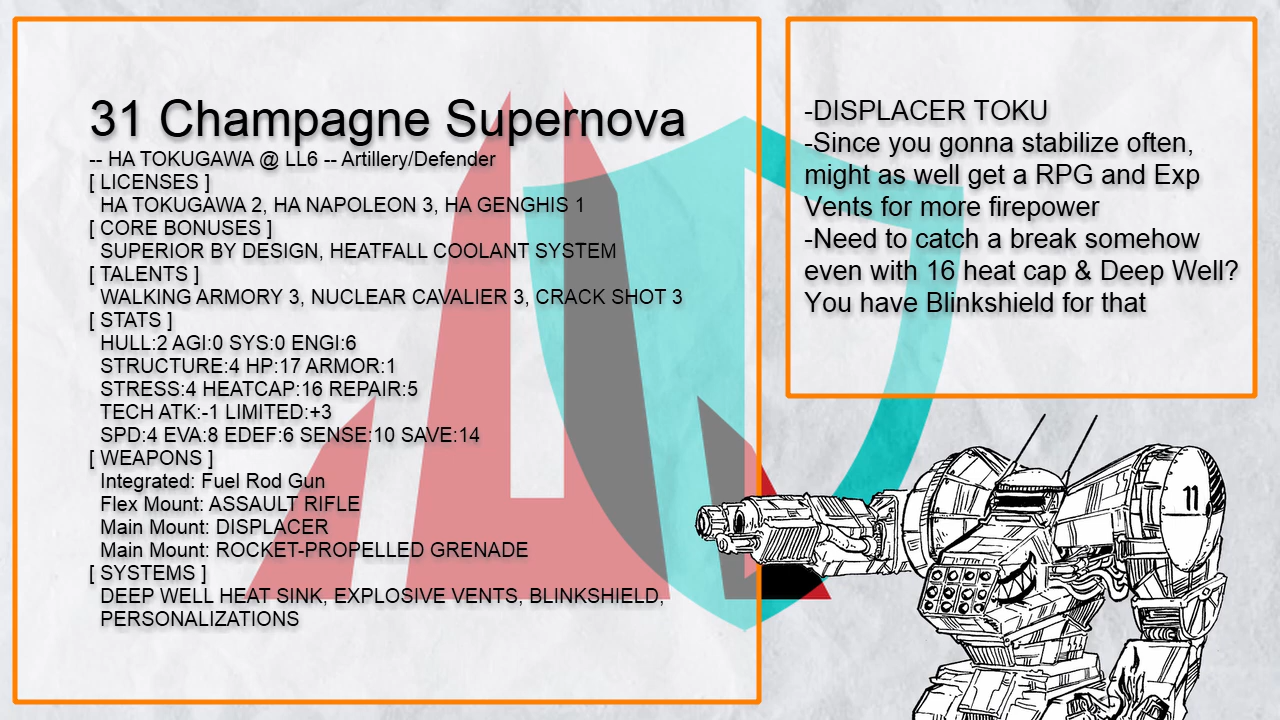 31 Champagne Supernova
-- HA TOKUGAWA @ LL6 -- Artillery/Defender
[ LICENSES ]
HA TOKUGAWA 2, HA NAPOLEON 3, HA GENGHIS 1
[ CORE BONUSES ]
SUPERIOR BY DESIGN, HEATFALL COOLANT SYSTEM
[ TALENTS ]
WALKING ARMORY 3, NUCLEAR CAVALIER 3, CRACK SHOT 3
[ STATS ]
HULL:2 AGI:0 SYS:0 ENGI:6
STRUCTURE:4 HP:17 ARMOR:1
STRESS:4 HEATCAP:16 REPAIR:5
TECH ATK:-1 LIMITED:+3
SPD:4 EVA:8 EDEF:6 SENSE:10 SAVE:14
[ WEAPONS ]
Integrated: Fuel Rod Gun
Flex Mount: ASSAULT RIFLE
Main Mount: DISPLACER
Main Mount: ROCKET-PROPELLED GRENADE
[ SYSTEMS ]
DEEP WELL HEAT SINK, EXPLOSIVE VENTS, BLINKSHIELD,
PERSONALIZATIONS
-DISPLACER TOKU
-Since you gonna stabilize often,
might as well get a RPG and Exp
Vents for more firepower
-Need to catch a break somehow
even with 16 heat cap & Deep Well?
You have Blinkshield for that
11